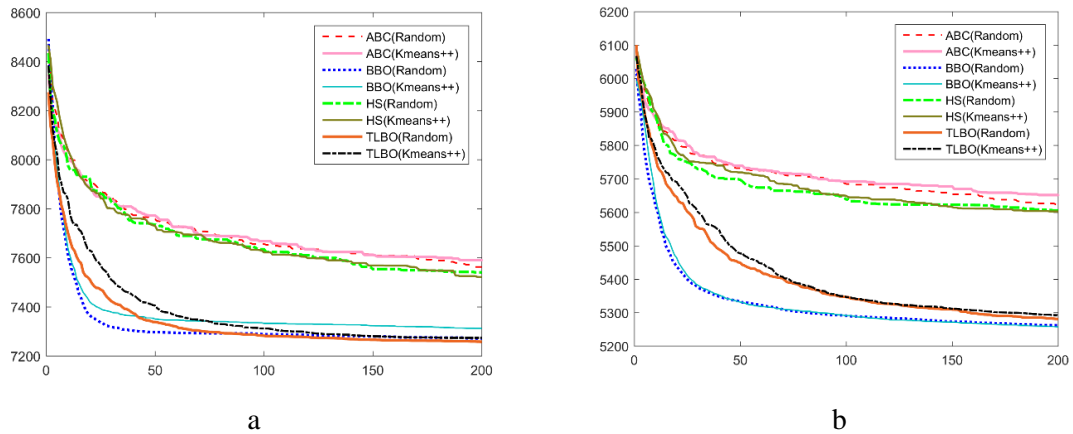 8600
8400
8200
8000
7800
7600
7400
7200
0
50
100
150
200
ABC(Random)
ABC(Kmeans++)
BBO(Random)
BBO(Kmeans++)
HS(Random)
HS(Kmeans++)
TLBO(Random)
TLBO(Kmeans++)
a
6200
6100
6000
5900
5800
5700
5600
5500
5400
5300
5200
0
50
100
150
200
ABC(Random)
ABC(Kmeans++)
BBO(Random)
BBO(Kmeans++)
HS(Random)
HS(Kmeans++)
TLBO(Random)
TLBO(Kmeans++)
b